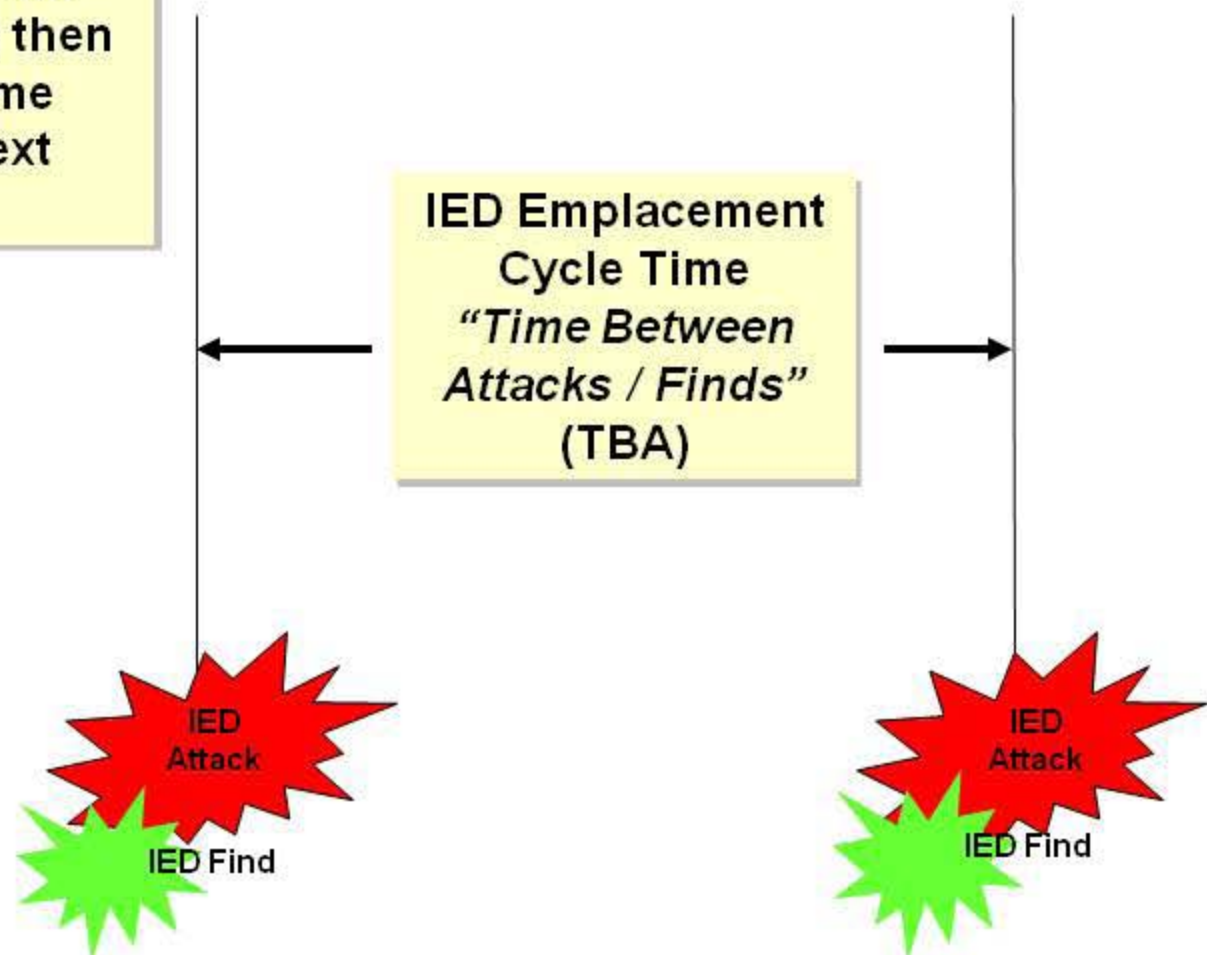 then
me
ext
IED Emplacement
Cycle Time
“Time Between
Attacks / Finds”
(TBA)
IED
Attack
IED Find
IED
Attack
IED Find